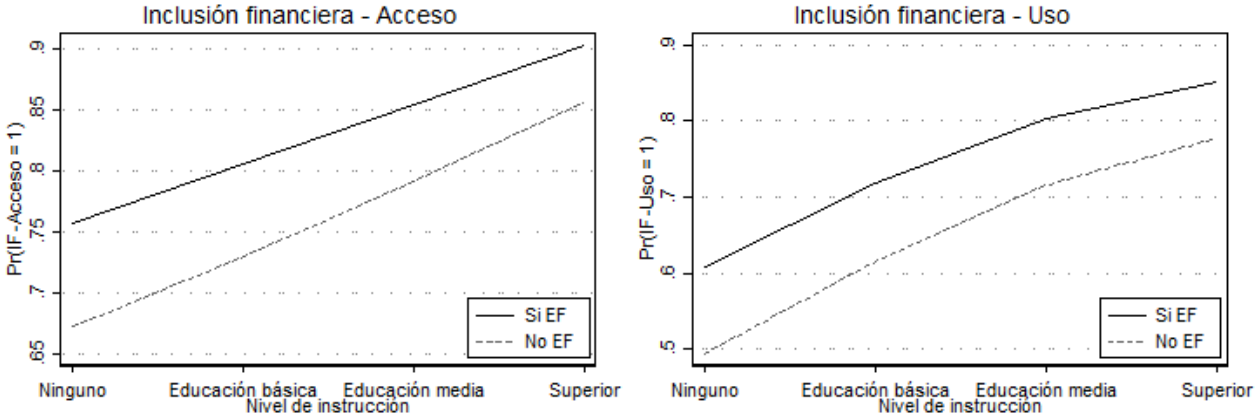 Inclusión financiera - Acceso
Pr(IF-Acceso = 1)
.9
.85
.8
.75
.7
.65
Si EF
No EF
Ninguno Educación básica Educación media Superior
Nivel de instrucción
Inclusión financiera - Uso
Pr(IF-Uso = 1)
.9
.8
.7
.6
.5
Si EF
No EF
Ninguno Educación básica Educación media Superior
Nivel de instrucción